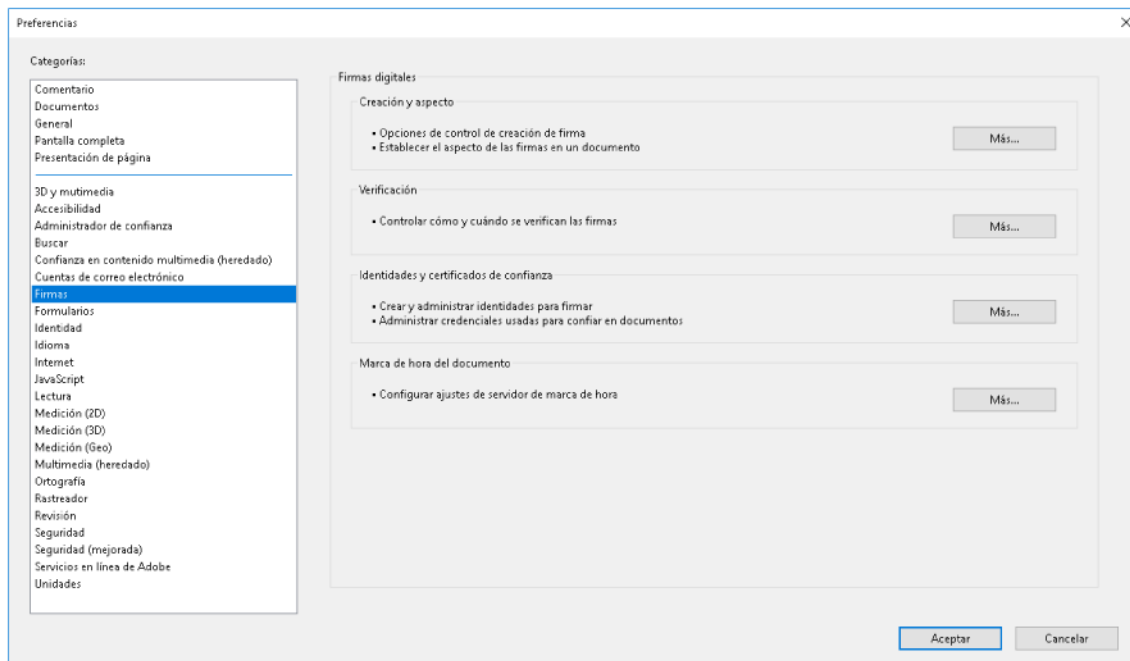 Preferencias
Categorías:
Comentario
Documentos
General
Pantalla completa
Presentación de página
3D y mutimedia
Accesibilidad
Administrador de confianza
Buscar
Confianza en contenido multimedia (heredado)
Cuentas de correo electrónico
Firmas
Formularios
Identidad
Idioma
Internet
JavaScript
Lectura
Medición (2D)
Medición (3D)
Medición (Geo)
Multimedia (heredado)
Ortografía
Rastreador
Revisión
Seguridad
Seguridad (mejorada)
Servicios en línea de Adobe
Unidades
Firmas digitales
Creación y aspecto
• Opciones de control de creación de firma
• Establecer el aspecto de las firmas en un documento
Más...
Verificación
• Controlar cómo y cuándo se verifican las firmas
Más...
Identidades y certificados de confianza
• Crear y administrar identidades para firmar
• Administrar credenciales usadas para confiar en documentos
Más...
Marca de hora del documento
• Configurar ajustes de servidor de marca de hora
Más...
Aceptar
Cancelar